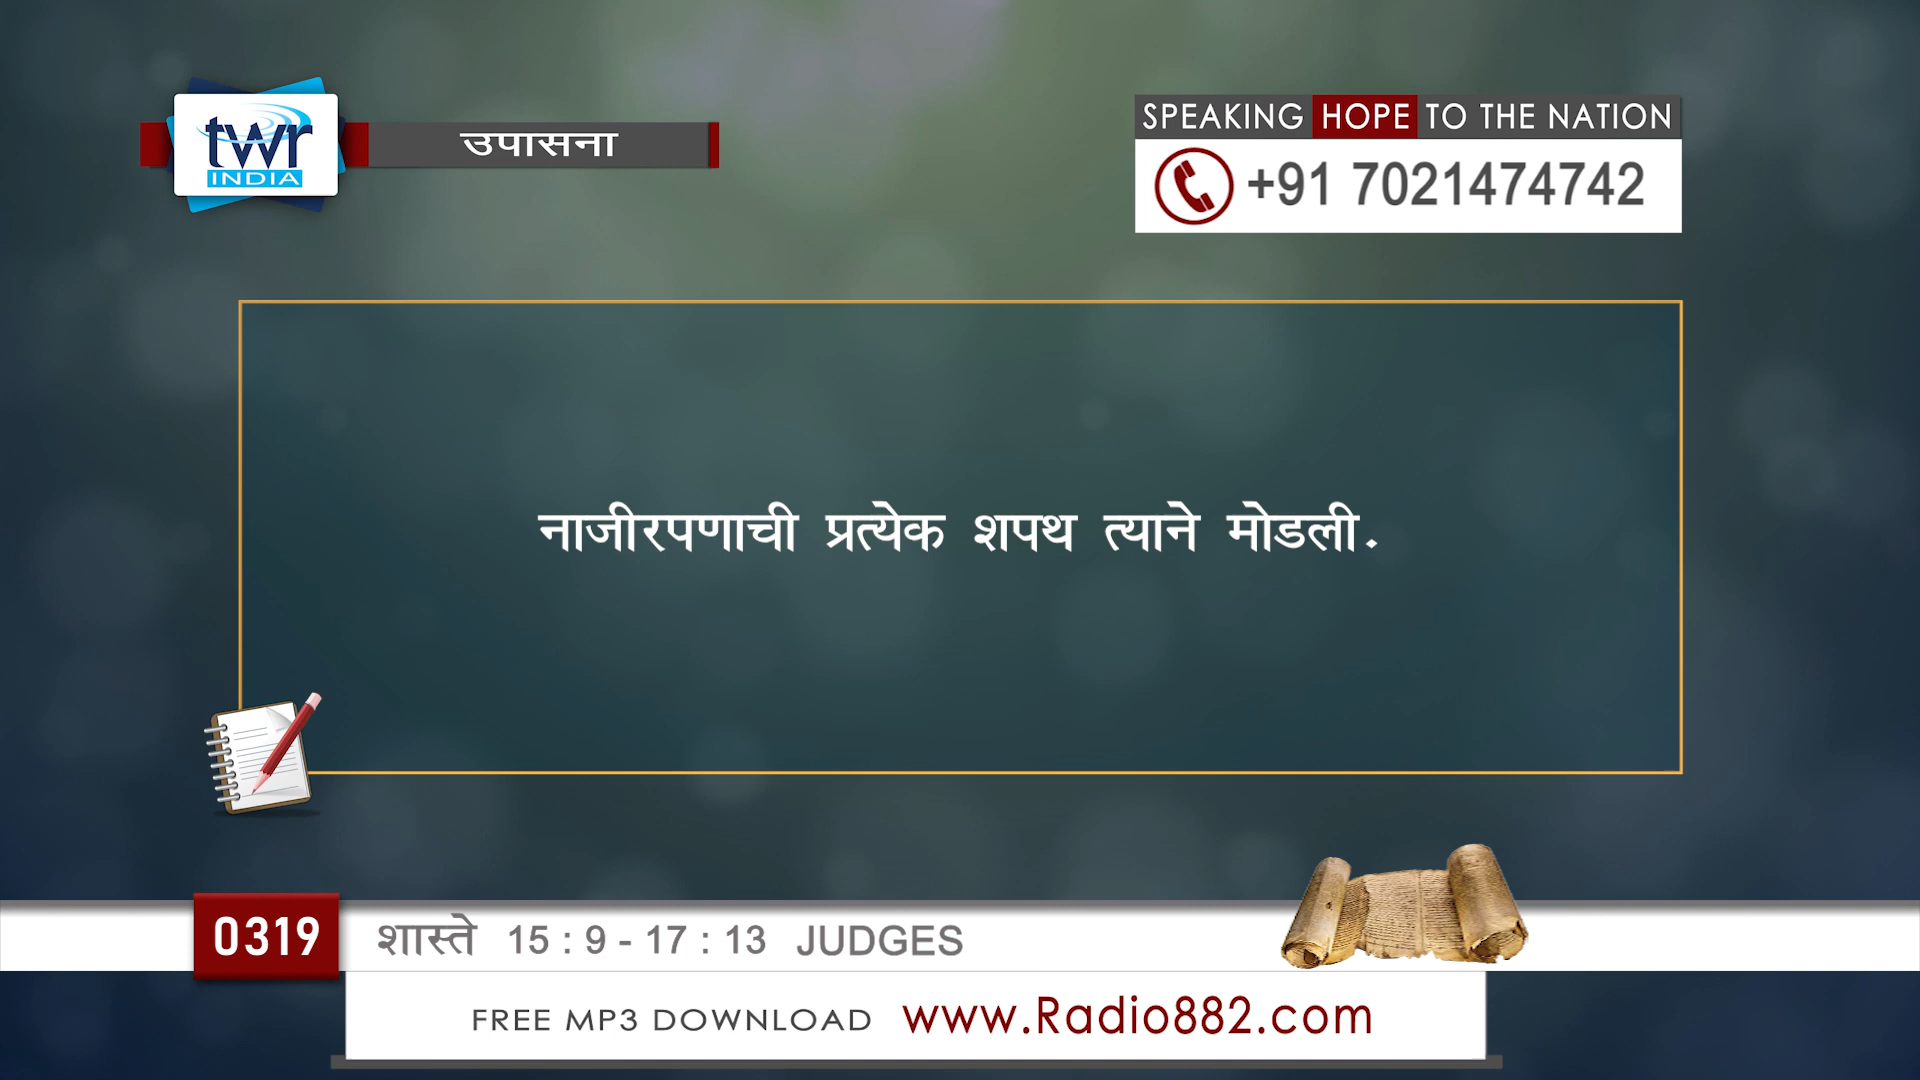 twr
INDIA
उपासना
SPEAKING HOPE TO THE NATION
+91 7021474742
नाजीरपणाची प्रत्येक शपथ त्याने मोडली.
0319
शास्ते 15 : 9 - 17 : 13 JUDGES
FREE MP3 DOWNLOAD www.Radio882.com